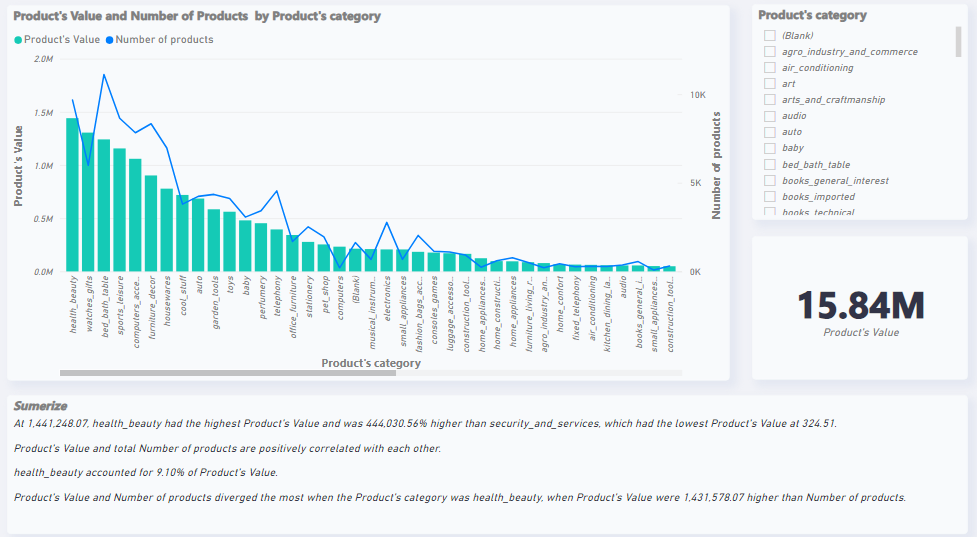 Product's Value and Number of Products by Product's category
Product's Value Number of products
2.0M
1.5M
1.0M
0.5M
0.0M
Product's Value
10K
5K
0K
Number of products
health_beauty
watches_gifts
bed_bath_table
sports_leisure
computers_acce...
furniture_decor
housewares
cool_stuff
auto
garden_tools
toys
baby
perfumery
telephony
office_furniture
stationery
pet_shop
computers
(Blank)
musical_instrum...
electronics
small_appliances
fashion_bags_acc...
consoles_games
luggage_accesso...
construction_tool...
home_appliances...
home_constructi...
home_appliances
furniture_living_r...
agro_industry_an...
home_confort
fixed_telephony
air_conditioning
kitchen_dining_la...
audio
books_general_i...
small_appliances...
construction_tool...
Product's category
Product's category
(Blank)
agro_industry_and_commerce
air_conditioning
art
arts_and_craftmanship
audio
auto
baby
bed_bath_table
books_general_interest
books_imported
books_technical
15.84M
Product's Value
Sumerize
At 1,441,248.07, health_beauty had the highest Product's Value and was 444,030.56% higher than security_and_services, which had the lowest Product's Value at 324.51.
Product's Value and total Number of products are positively correlated with each other.
health_beauty accounted for 9.10% of Product's Value.
Product's Value and Number of products diverged the most when the Product's category was health_beauty, when Product's Value were 1,431,578.07 higher than Number of products.